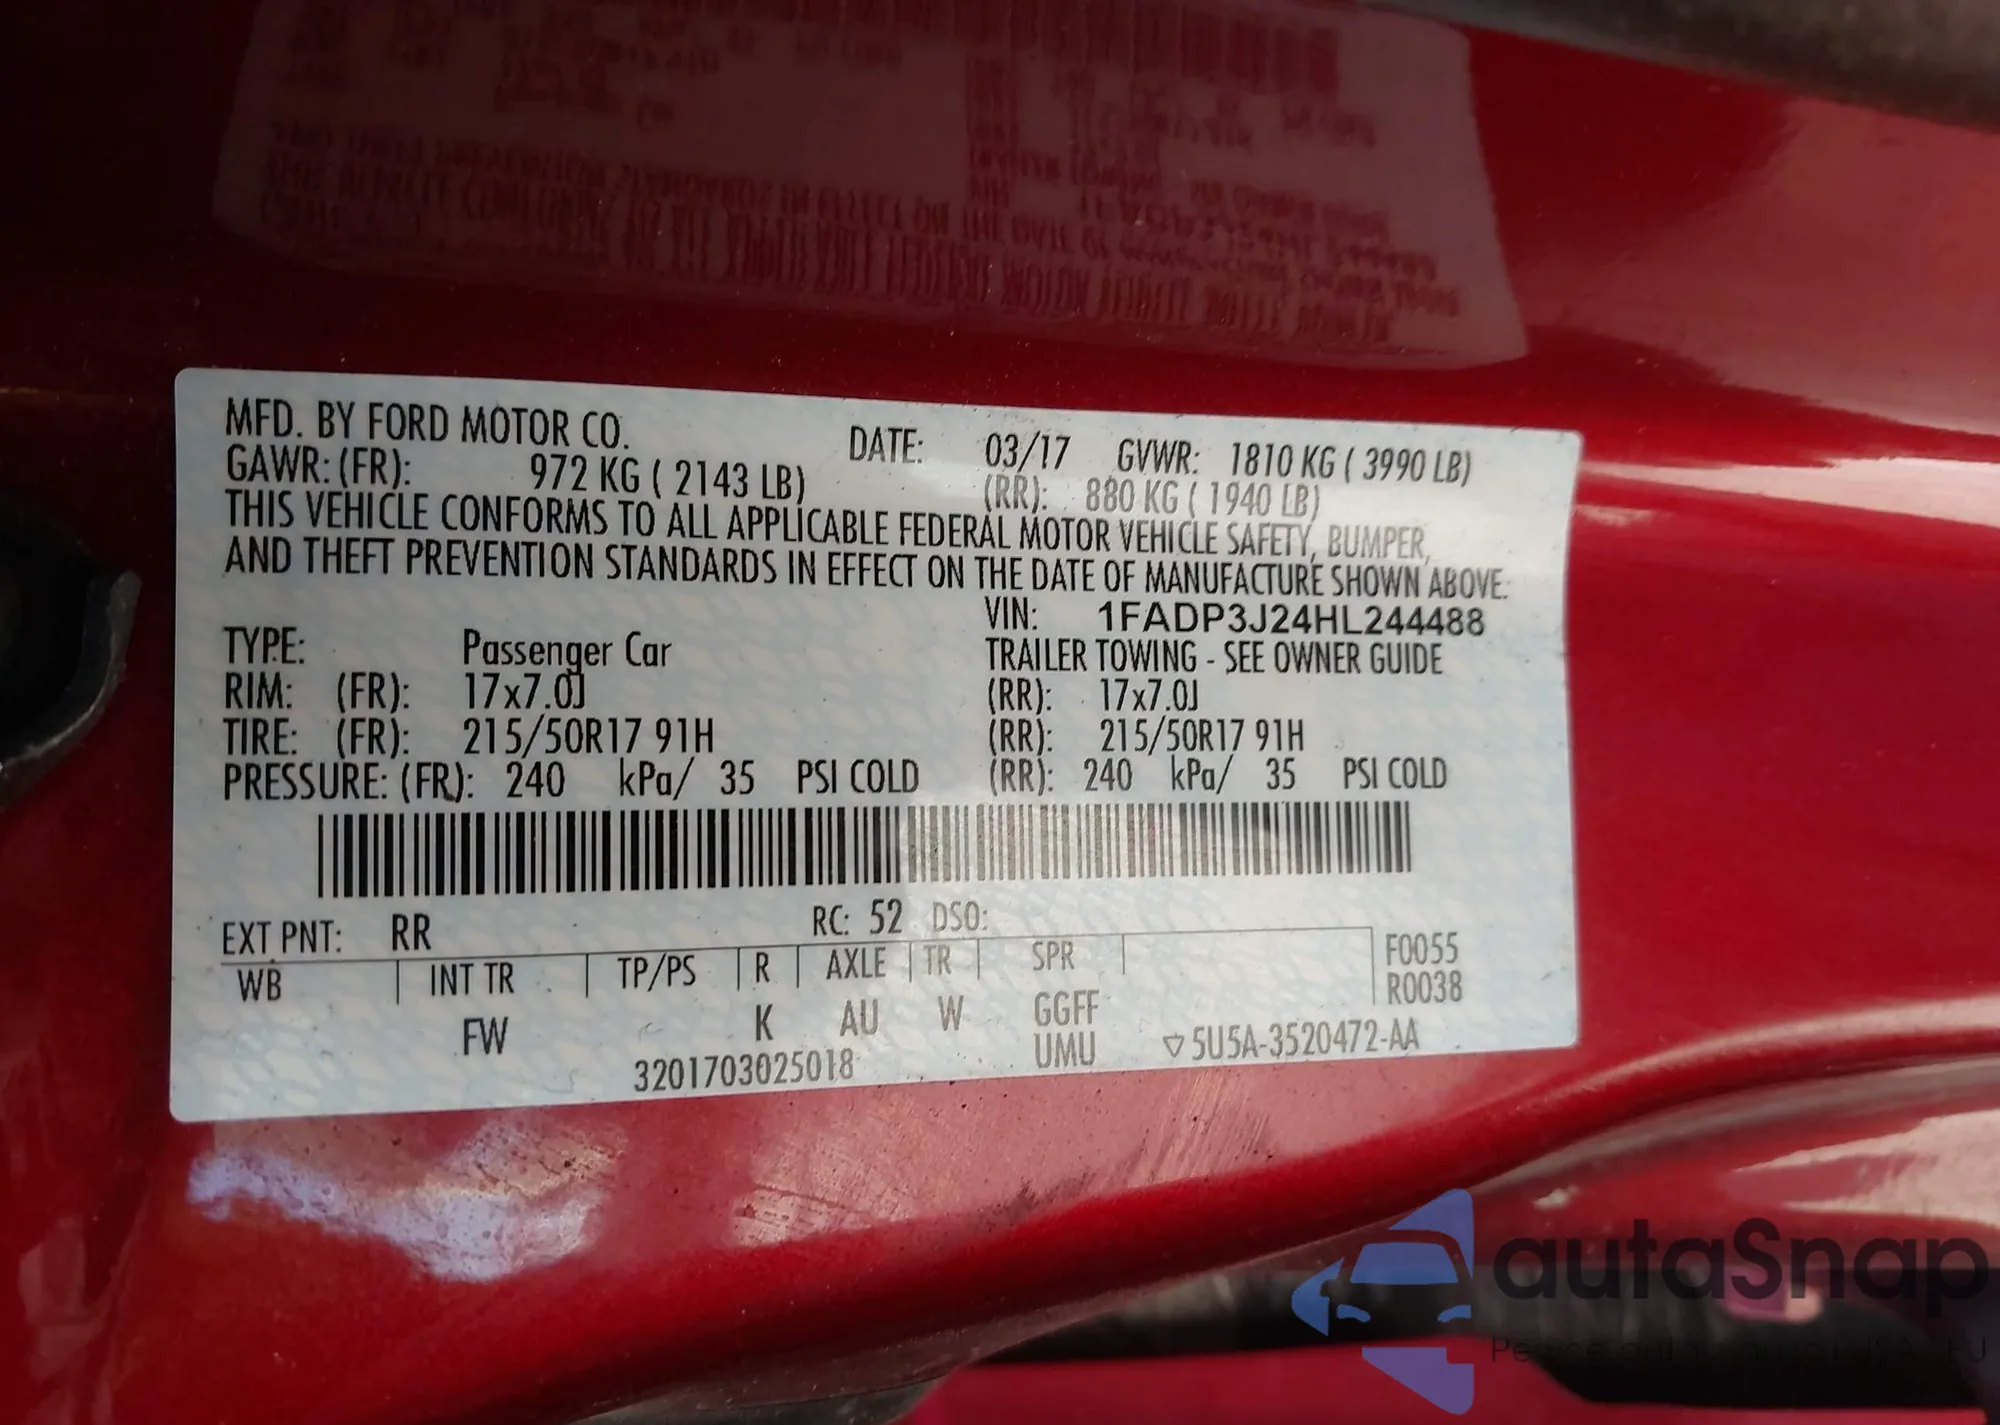 MFD. BY FORD MOTOR CO. DATE: 03/17 GVWR: 1810 KG ( 3990 LB)
GAWR: (FR): 972 KG ( 2143 LB) (RR): 880 KG ( 1940 LB)
THIS VEHICLE CONFORMS TO ALL APPLICABLE FEDERAL MOTOR VEHICLE SAFETY, BUMPER,
AND THEFT PREVENTION STANDARDS IN EFFECT ON THE DATE OF MANUFACTURE SHOWN ABOVE.
VIN: 1FADP3J24HL244488
TYPE: Passenger Car TRAILER TOWING - SEE OWNER GUIDE
RIM: (FR): 17x7.0J (RR): 17x7.0J
TIRE: (FR): 215/50R17 91H (RR): 215/50R17 91H
PRESSURE: (FR): 240 kPa/ 35 PSI COLD (RR): 240 kPa/ 35 PSI COLD
EXT PNT: RR RC: 52 DSO:
WB | INT TR | TP/PS | R | AXLE | TR | SPR | F0055
R0038
FW K AU W GGFF
UMU ▽5U5A-3520472-AA
3201703025018
autaSnap